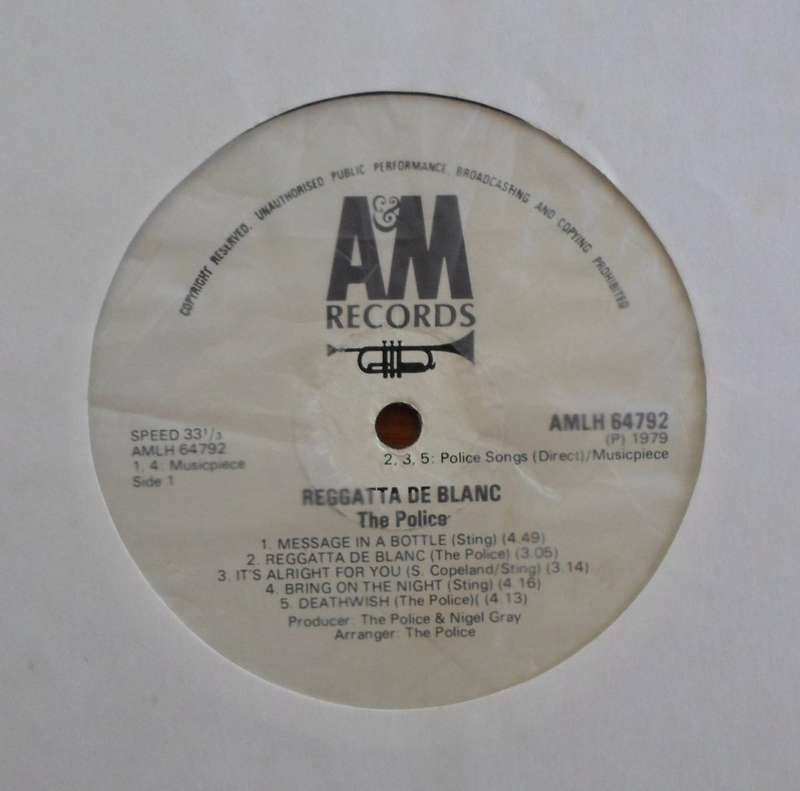 COPYRIGHT RESERVED. UNAUTHORISED PUBLIC PERFORMANCE, BROADCASTING AND COPYING PROHIBITED
A&M
RECORDS
SPEED 33 1/3
AMLH 64792
1, 4: Musicpiece
Side 1
AMLH 64792
(P) 1979
2, 3, 5: Police Songs (Direct)/Musicpiece
REGGATTA DE BLANC
The Police
1. MESSAGE IN A BOTTLE (Sting) (4.49)
2. REGGATTA DE BLANC (The Police) (3.05)
3. IT'S ALRIGHT FOR YOU (S. Copeland/Sting) (3.14)
4. BRING ON THE NIGHT (Sting) (4.16)
5. DEATHWISH (The Police)( (4.13)
Producer: The Police & Nigel Gray
Arranger: The Police